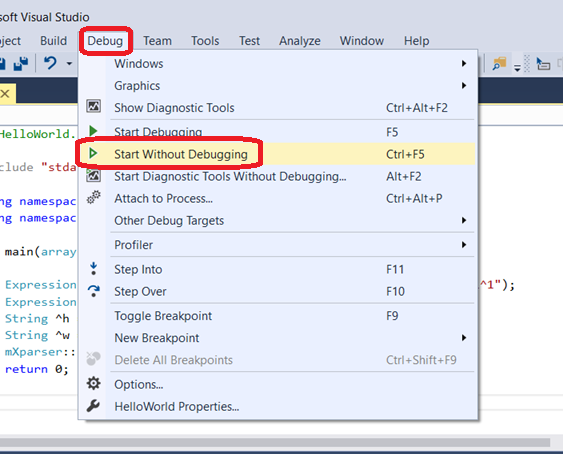 soft Visual Studio
ject Build Debug Team Tools Test Analyze Window Help
Windows
Graphics
Show Diagnostic Tools Ctrl+Alt+F2
Start Debugging F5
Start Without Debugging Ctrl+F5
Start Diagnostic Tools Without Debugging... Alt+F2
Attach to Process... Ctrl+Alt+P
Other Debug Targets
Profiler
Step Into F11
Step Over F10
Toggle Breakpoint F9
New Breakpoint
Delete All Breakpoints Ctrl+Shift+F9
Options...
HelloWorld Properties...
HelloWorld.
clude "stda
ng namespac
ng namespac
main(array
Expression ^1");
Expression
String ^h
String ^w
mXparser::
return 0;